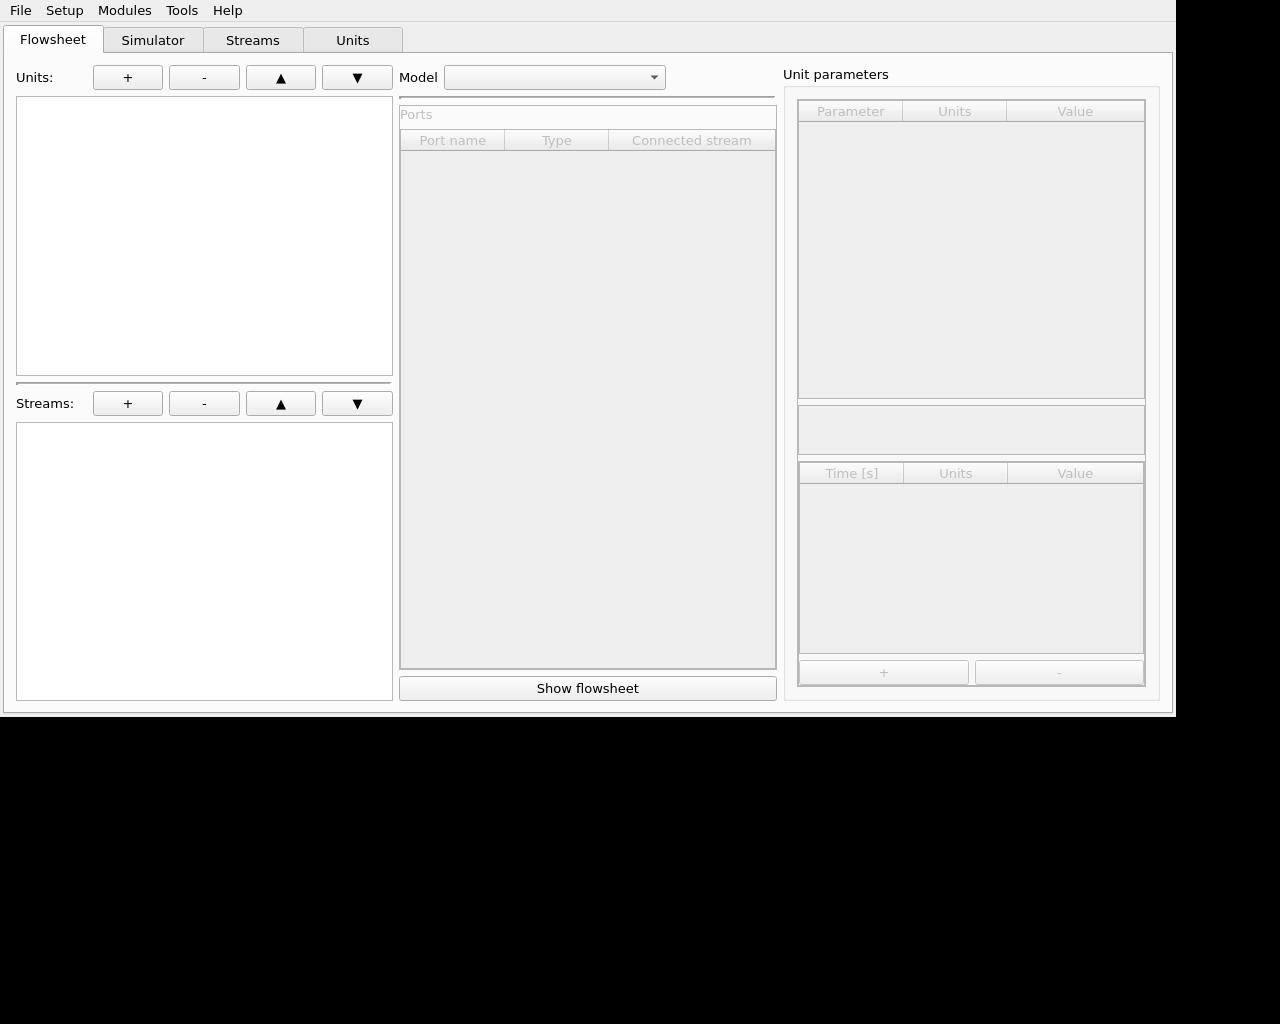 File Setup Modules Tools Help
Flowsheet Simulator Streams Units
Units: + - ▲ ▼
Model
Unit parameters
Ports
Port name Type Connected stream
Parameter Units Value
Streams: + - ▲ ▼
Time [s] Units Value
+ -
Show flowsheet